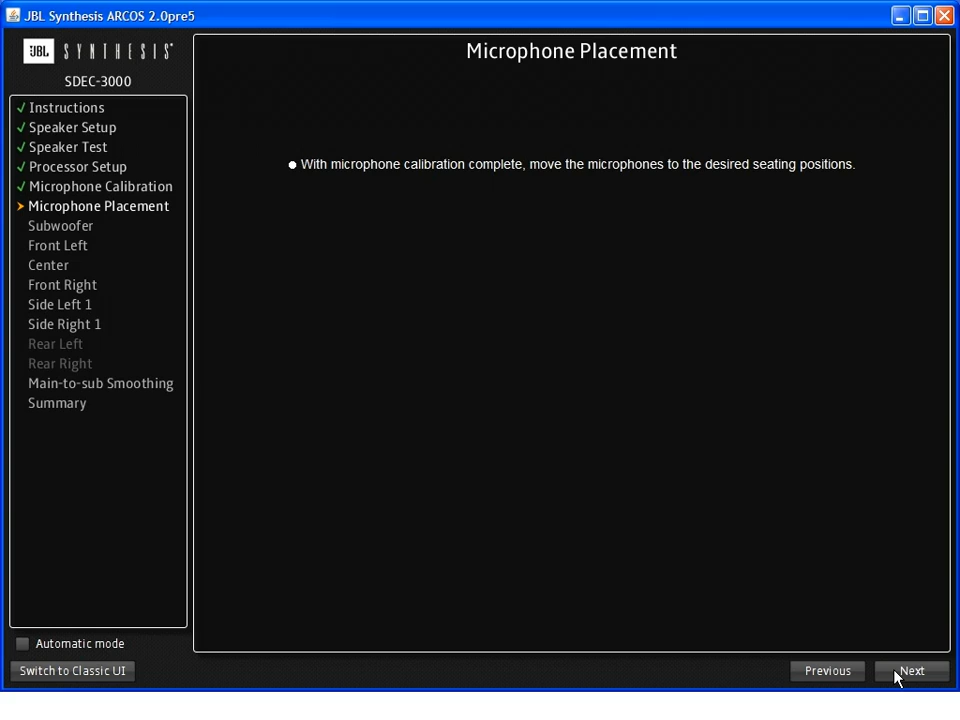 JBL Synthesis ARCOS 2.0pre5
JBL SYNTHESIS
SDEC-3000
Instructions
Speaker Setup
Speaker Test
Processor Setup
Microphone Calibration
Microphone Placement
Subwoofer
Front Left
Center
Front Right
Side Left 1
Side Right 1
Rear Left
Rear Right
Main-to-sub Smoothing
Summary
Automatic mode
Switch to Classic UI
Microphone Placement
With microphone calibration complete, move the microphones to the desired seating positions.
Previous
Next